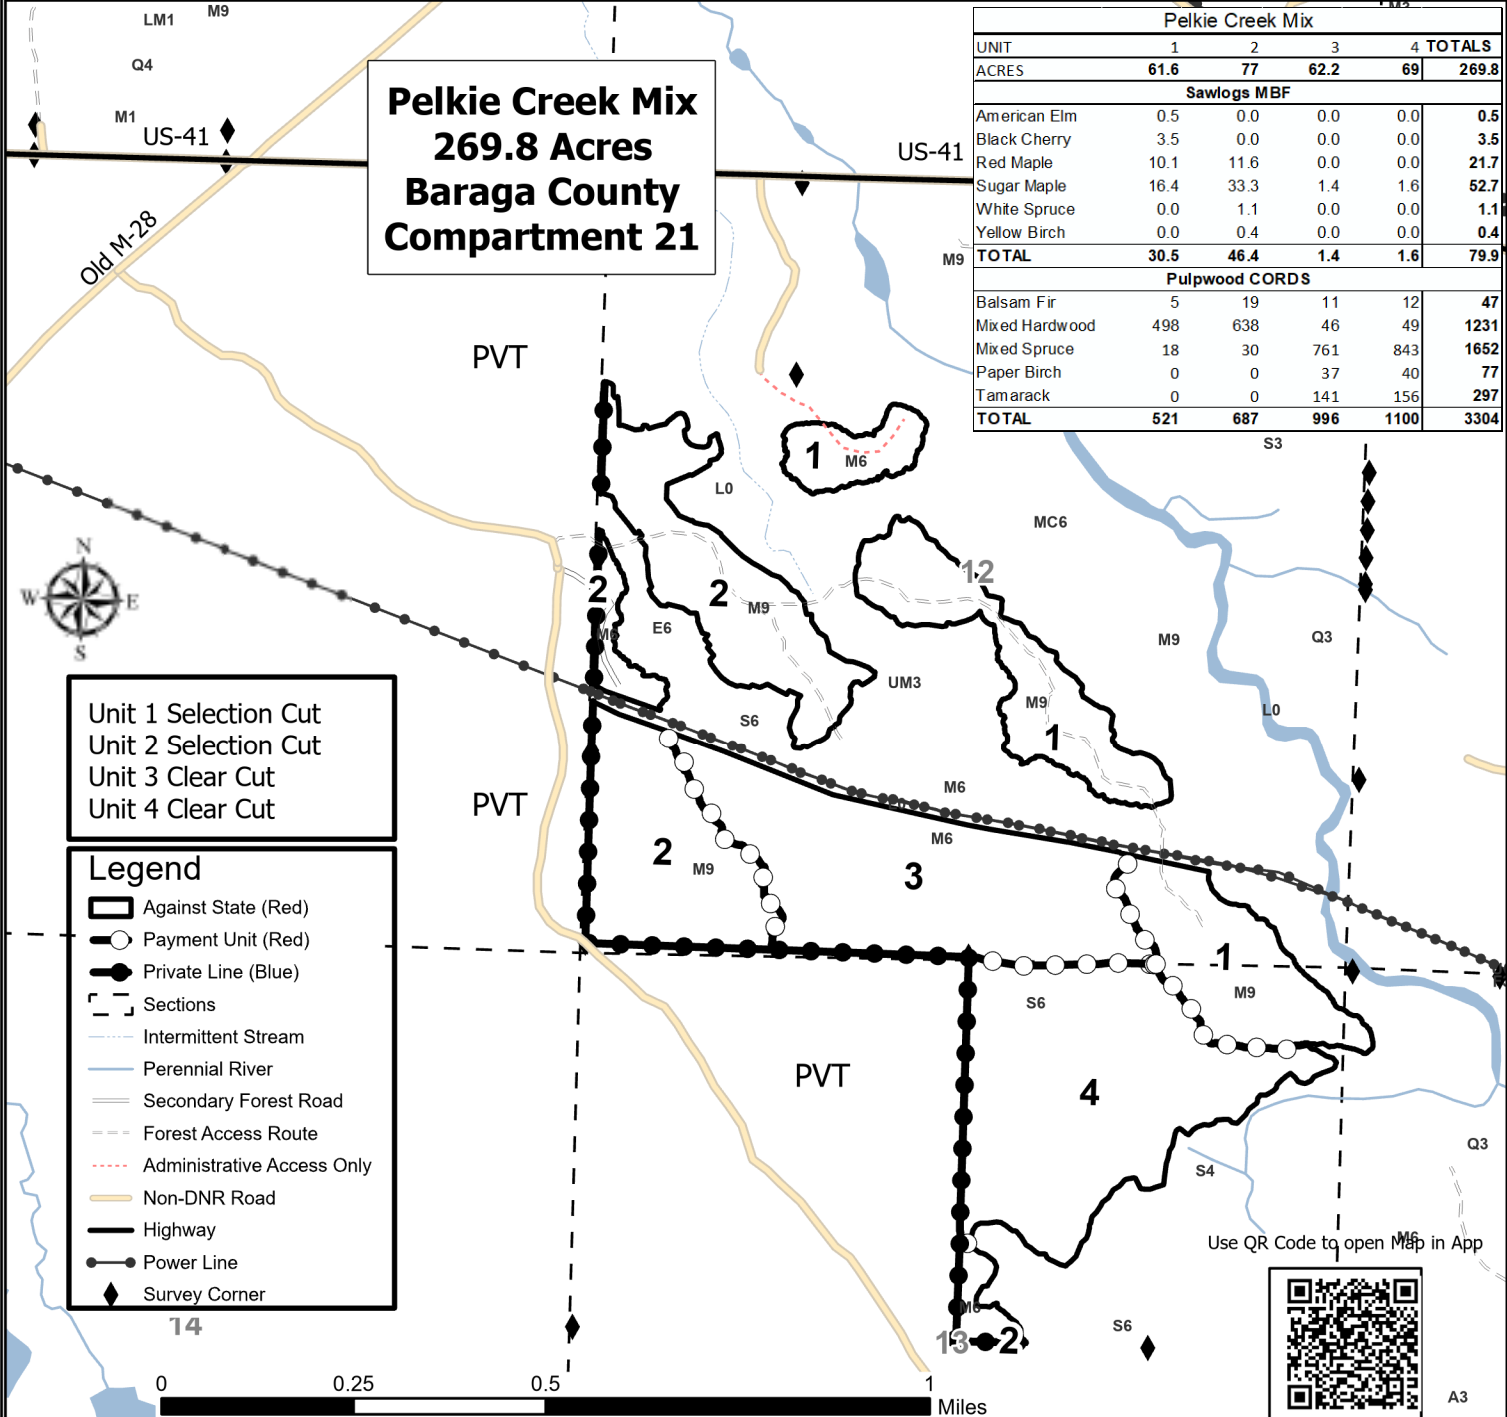 LM1
M9
Q4
M1
US-41
Old M-28
Pelkie Creek Mix
269.8 Acres
Baraga County
Compartment 21
US-41
M9
Pelkie Creek Mix
UNIT 1 2 3 4 TOTALS
ACRES 61.6 77 62.2 69 269.8
Sawlogs MBF
American Elm 0.5 0.0 0.0 0.0 0.5
Black Cherry 3.5 0.0 0.0 0.0 3.5
Red Maple 10.1 11.6 0.0 0.0 21.7
Sugar Maple 16.4 33.3 1.4 1.6 52.7
White Spruce 0.0 1.1 0.0 0.0 1.1
Yellow Birch 0.0 0.4 0.0 0.0 0.4
TOTAL 30.5 46.4 1.4 1.6 79.9
Pulpwood CORDS
Balsam Fir 5 19 11 12 47
Mixed Hardwood 498 638 46 49 1231
Mixed Spruce 18 30 761 843 1652
Paper Birch 0 0 37 40 77
Tamarack 0 0 141 156 297
TOTAL 521 687 996 1100 3304
PVT
S3
1
M6
L0
MC6
N
W E
S
12
2
2
M9
M6
E6
M9
Q3
UM3
M9
L0
S6
1
Unit 1 Selection Cut
Unit 2 Selection Cut
Unit 3 Clear Cut
Unit 4 Clear Cut
PVT
M6
M6
2
M9
3
1
M9
S6
Legend
Against State (Red)
Payment Unit (Red)
Private Line (Blue)
Sections
Intermittent Stream
Perennial River
Secondary Forest Road
Forest Access Route
Administrative Access Only
Non-DNR Road
Highway
Power Line
Survey Corner
PVT
4
Q3
S4
M6
Use QR Code to open Map in App
M6
14
13
2
S6
A3
0 0.25 0.5 1
Miles